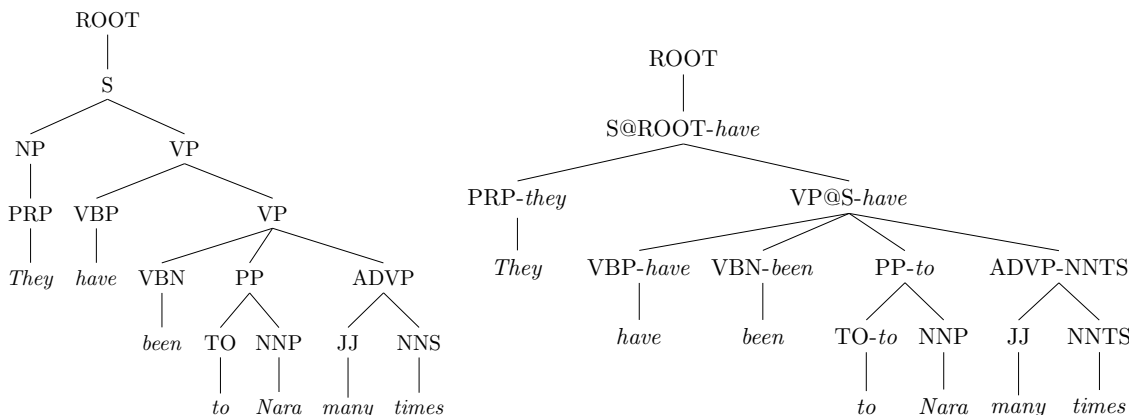 ROOT
S
NP VP
PRP VBP VP
They have VBN PP ADVP
been TO NNP JJ NNS
to Nara many times
ROOT
S@ROOT-have
PRP-they VP@S-have
They VBP-have VBN-been PP-to ADVP-NNTS
have been TO-to NNP JJ NNTS
to Nara many times